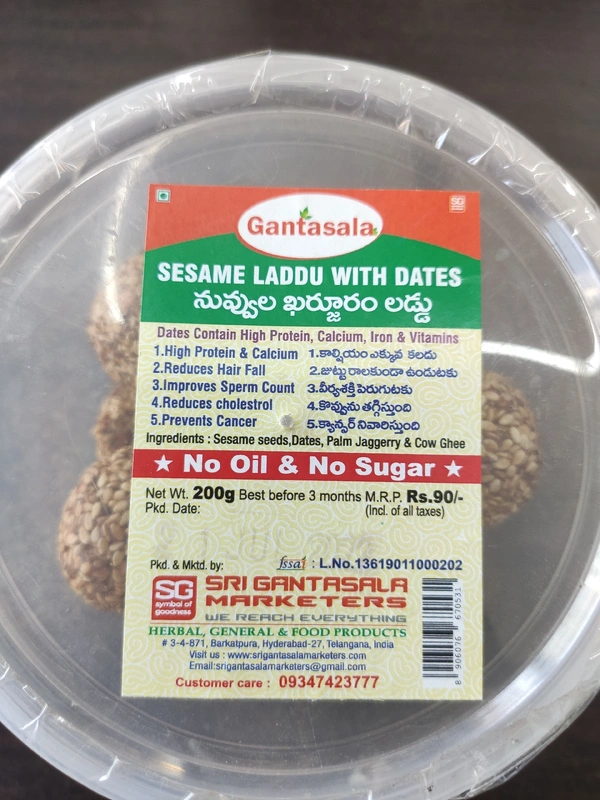 Gantasala
SG
SESAME LADDU WITH DATES
నువ్వుల ఖర్జూరం లడ్డు
Dates Contain High Protein, Calcium, Iron & Vitamins
1.High Protein & Calcium 1.కాల్షియం ఎక్కువ కలదు
2.Reduces Hair Fall 2.జుట్టు రాలకుండా ఉండుటకు
3.Improves Sperm Count 3.వీర్యశక్తి పెరుగుటకు
4.Reduces cholestrol 4.కొవ్వును తగ్గిస్తుంది
5.Prevents Cancer 5.క్యాన్సర్ నివారిస్తుంది
Ingredients : Sesame seeds,Dates, Palm Jaggerry & Cow Ghee
★ No Oil & No Sugar ★
Net Wt. 200g Best before 3 months M.R.P. Rs.90/-
Pkd. Date: (Incl. of all taxes)
Pkd. & Mktd. by: fssai : L.No.13619011000202
SG
symbol of
goodness
SRI GANTASALA
MARKETERS
WE REACH EVERYTHING
HERBAL, GENERAL & FOOD PRODUCTS
# 3-4-871, Barkatpura, Hyderabad-27, Telangana, India
Visit us : www.srigantasalamarketers.com
Email:srigantasalamarketers@gmail.com
Customer care : 09347423777
8 906076 670531